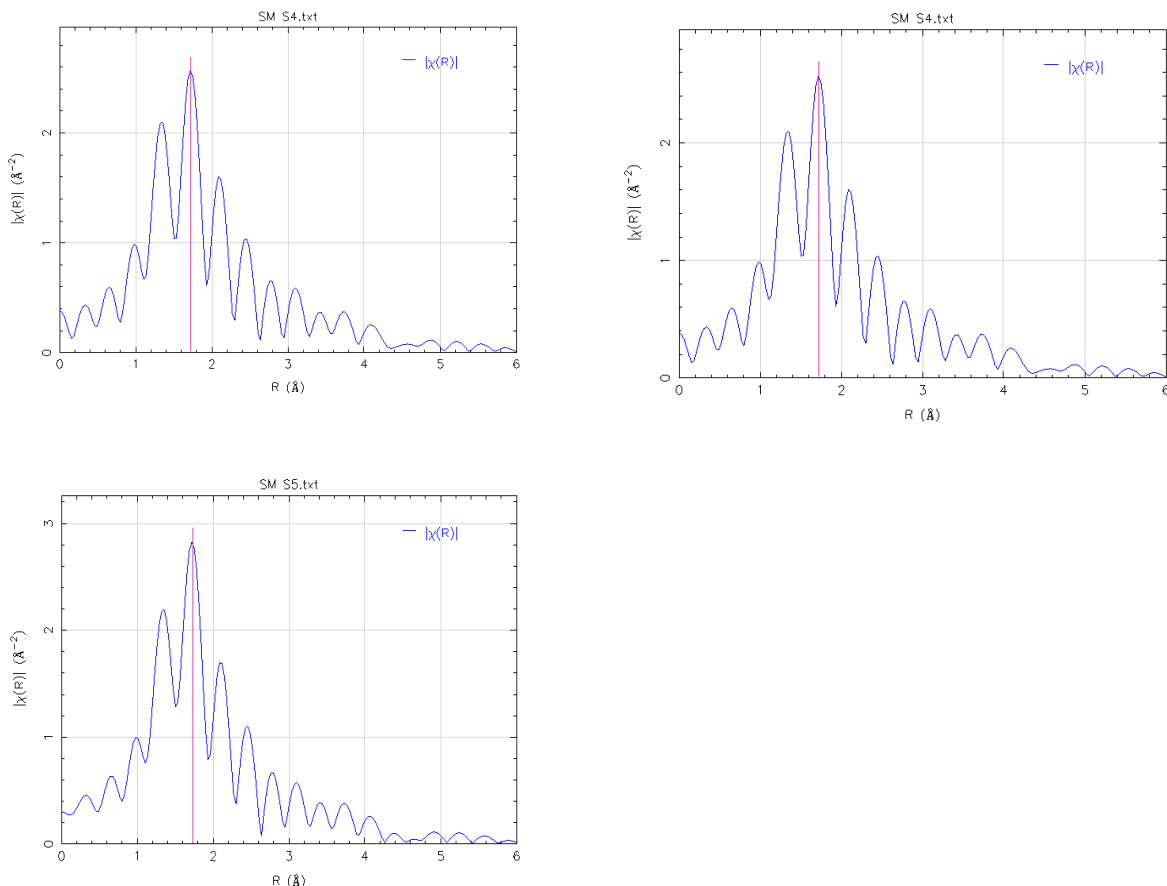 SM S4.txt
|χ(R)|
|χ(R)| (Å⁻²)
2
1
0
0 1 2 3 4 5 6
R (Å)
SM S4.txt
|χ(R)|
|χ(R)| (Å⁻²)
2
1
0
0 1 2 3 4 5 6
R (Å)
SM S5.txt
|χ(R)|
|χ(R)| (Å⁻²)
3
2
1
0
0 1 2 3 4 5 6
R (Å)